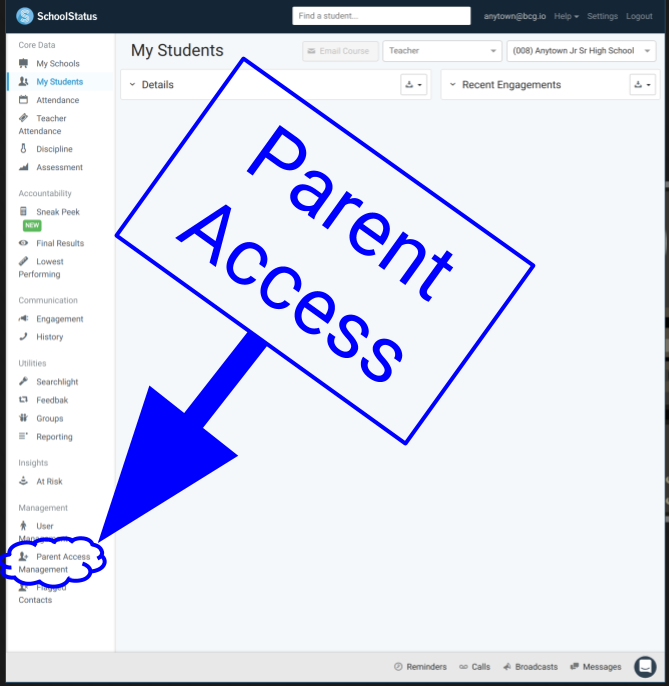 SchoolStatus
Find a student...
anytown@bcg.io Help Settings Logout
Core Data
My Schools
My Students
Attendance
Teacher
Attendance
Discipline
Assessment
Accountability
Sneak Peek
NEW
Final Results
Lowest
Performing
Communication
Engagement
History
Utilities
Searchlight
Feedbak
Groups
Reporting
Insights
At Risk
Management
User
Management
Parent Access
Management
Flagged
Contacts
My Students
Email Course
Teacher
(008) Anytown Jr Sr High School
Details
Recent Engagements
Parent
Access
Reminders Calls Broadcasts Messages